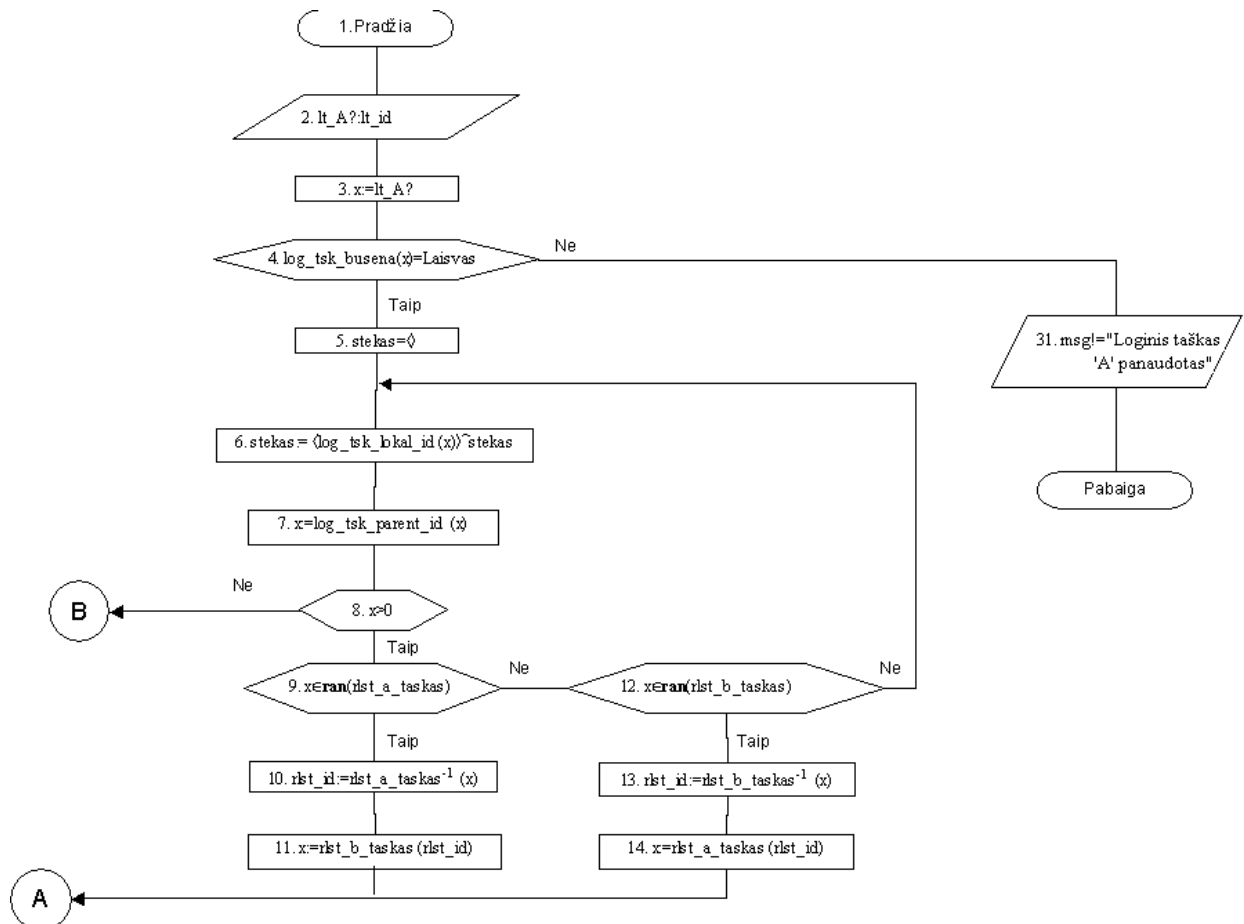 1.Pradžia
2. lt_A?:lt_id
3. x:=lt_A?
4. log_tsk_busena(x)=Laisvas
Ne
Taip
5. stekas=⟨⟩
31. msg!="Loginis taškas
'A' panaudotas"
6. stekas:= ⟨log_tsk_lokal_id (x)⟩^stekas
Pabaiga
7. x=log_tsk_parent_id (x)
Ne
B
8. x>0
Taip
9. x∈ran(rlst_a_taskas)
Ne
12. x∈ran(rlst_b_taskas)
Ne
Taip
Taip
10. rlst_id:=rlst_a_taskas⁻¹ (x)
13. rlst_id:=rlst_b_taskas⁻¹ (x)
11. x:=rlst_b_taskas (rlst_id)
14. x=rlst_a_taskas (rlst_id)
A